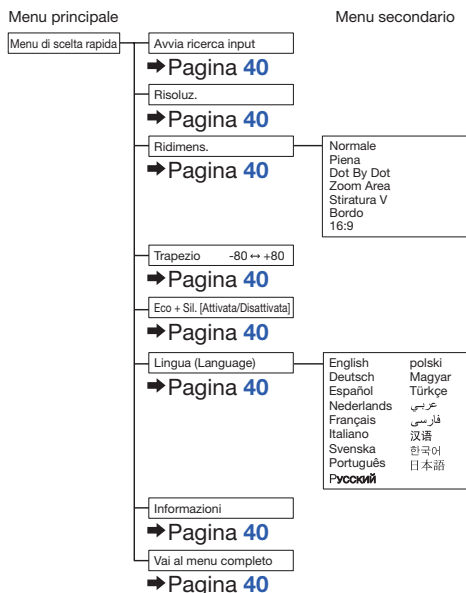 Menu principale
Menu secondario
Menu di scelta rapida
Avvia ricerca input
➡Pagina 40
Risoluz.
➡Pagina 40
Ridimens.
➡Pagina 40
Normale
Piena
Dot By Dot
Zoom Area
Stiratura V
Bordo
16:9
Trapezio -80 ↔ +80
➡Pagina 40
Eco + Sil. [Attivata/Disattivata]
➡Pagina 40
Lingua (Language)
➡Pagina 40
English polski
Deutsch Magyar
Español Türkçe
Nederlands عربي
Français فارسی
Italiano 汉语
Svenska 한국어
Português 日本語
Русский
Informazioni
➡Pagina 40
Vai al menu completo
➡Pagina 40